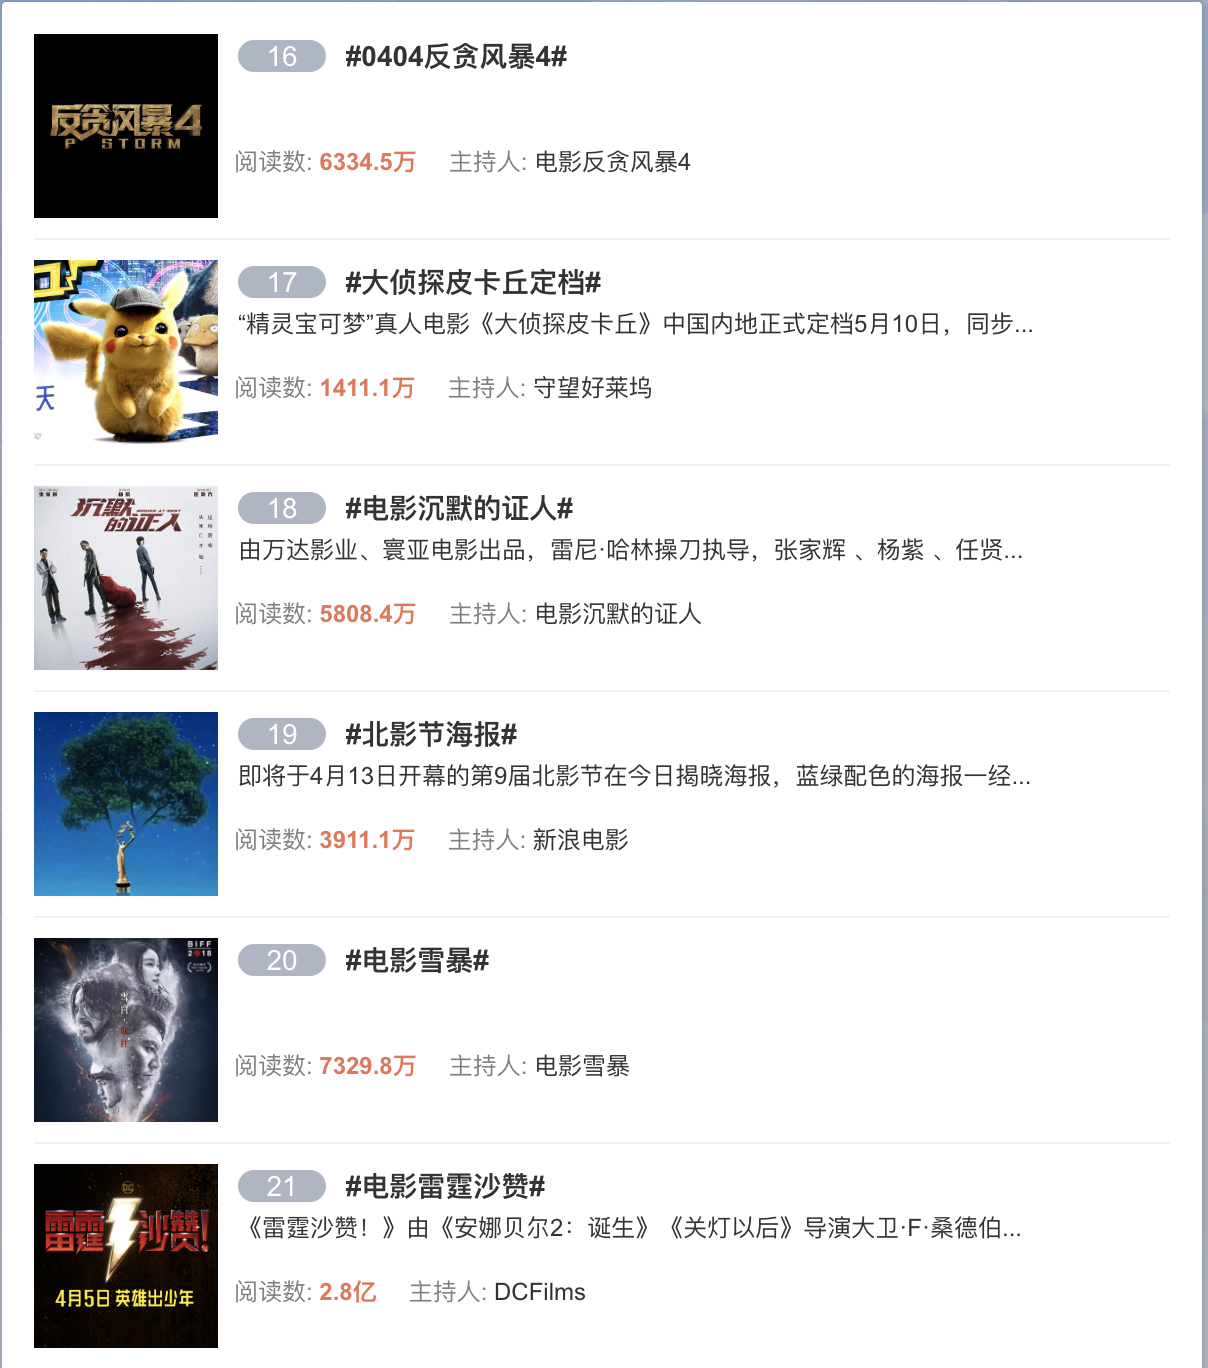 16 #0404反贪风暴4#
反贪风暴4
P STORM
阅读数: 6334.5万 主持人: 电影反贪风暴4
17 #大侦探皮卡丘定档#
“精灵宝可梦”真人电影《大侦探皮卡丘》中国内地正式定档5月10日，同步...
阅读数: 1411.1万 主持人: 守望好莱坞
18 #电影沉默的证人#
沉默的证人
由万达影业、寰亚电影出品，雷尼·哈林操刀执导，张家辉 、杨紫 、任贤...
阅读数: 5808.4万 主持人: 电影沉默的证人
19 #北影节海报#
即将于4月13日开幕的第9届北影节在今日揭晓海报，蓝绿配色的海报一经...
阅读数: 3911.1万 主持人: 新浪电影
20 #电影雪暴#
BIFF
2018
阅读数: 7329.8万 主持人: 电影雪暴
21 #电影雷霆沙赞#
DC
雷霆沙赞!
4月5日 英雄出少年
《雷霆沙赞！》由《安娜贝尔2：诞生》《关灯以后》导演大卫·F·桑德伯...
阅读数: 2.8亿 主持人: DCFilms